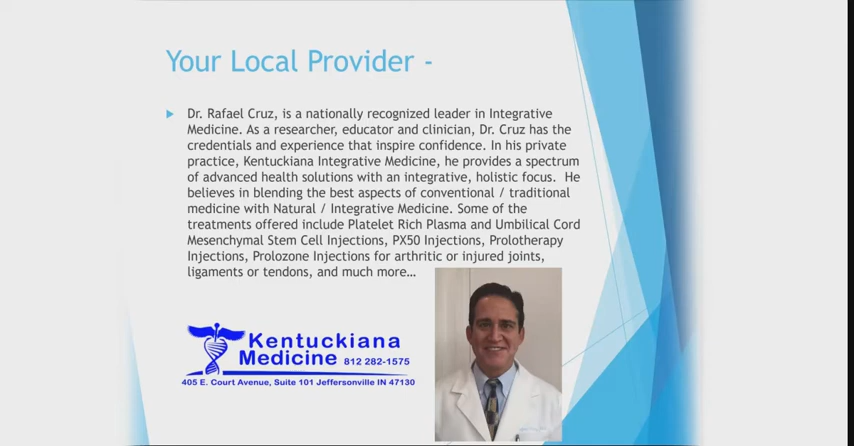 Your Local Provider -
Dr. Rafael Cruz, is a nationally recognized leader in Integrative
Medicine. As a researcher, educator and clinician, Dr. Cruz has the
credentials and experience that inspire confidence. In his private
practice, Kentuckiana Integrative Medicine, he provides a spectrum
of advanced health solutions with an integrative, holistic focus.  He
believes in blending the best aspects of conventional / traditional
medicine with Natural / Integrative Medicine. Some of the
treatments offered include Platelet Rich Plasma and Umbilical Cord
Mesenchymal Stem Cell Injections, PX50 Injections, Prolotherapy
Injections, Prolozone Injections for arthritic or injured joints,
ligaments or tendons, and much more…
Kentuckiana
Medicine 812 282-1575
405 E. Court Avenue, Suite 101 Jeffersonville IN 47130